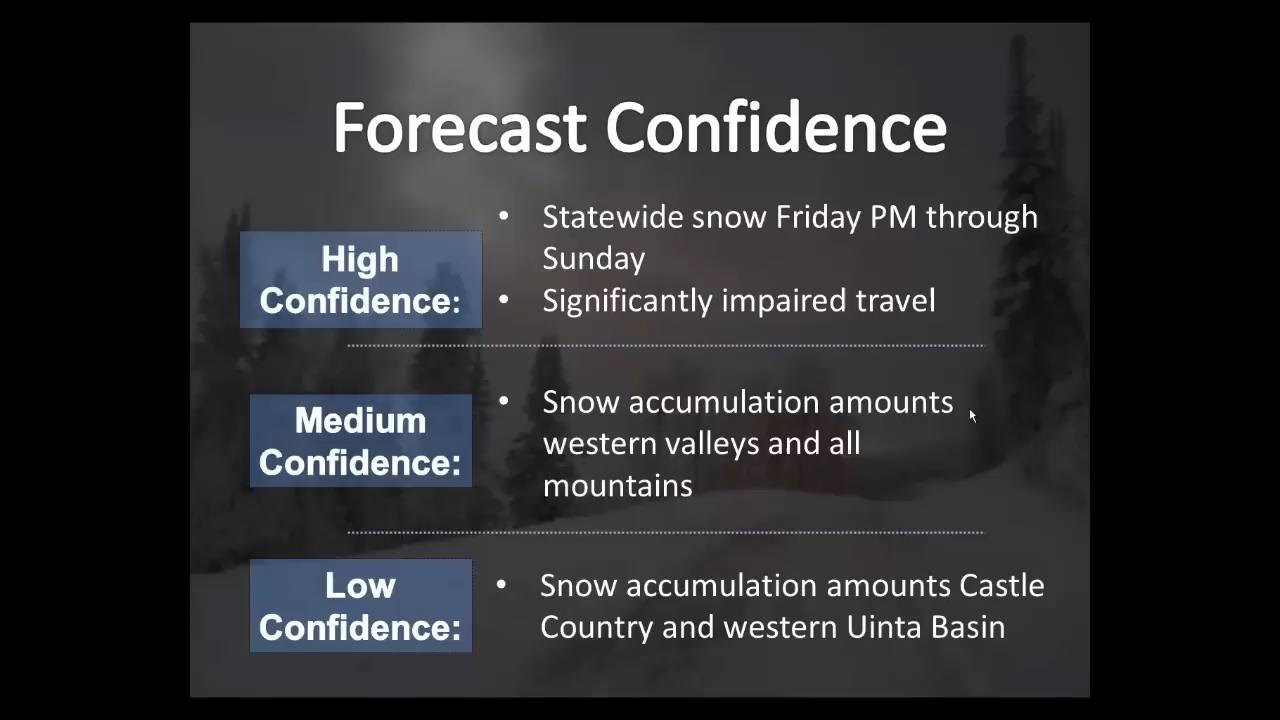 Forecast Confidence
High
Confidence:
• Statewide snow Friday PM through
Sunday
• Significantly impaired travel
Medium
Confidence:
• Snow accumulation amounts
western valleys and all
mountains
Low
Confidence:
• Snow accumulation amounts Castle
Country and western Uinta Basin